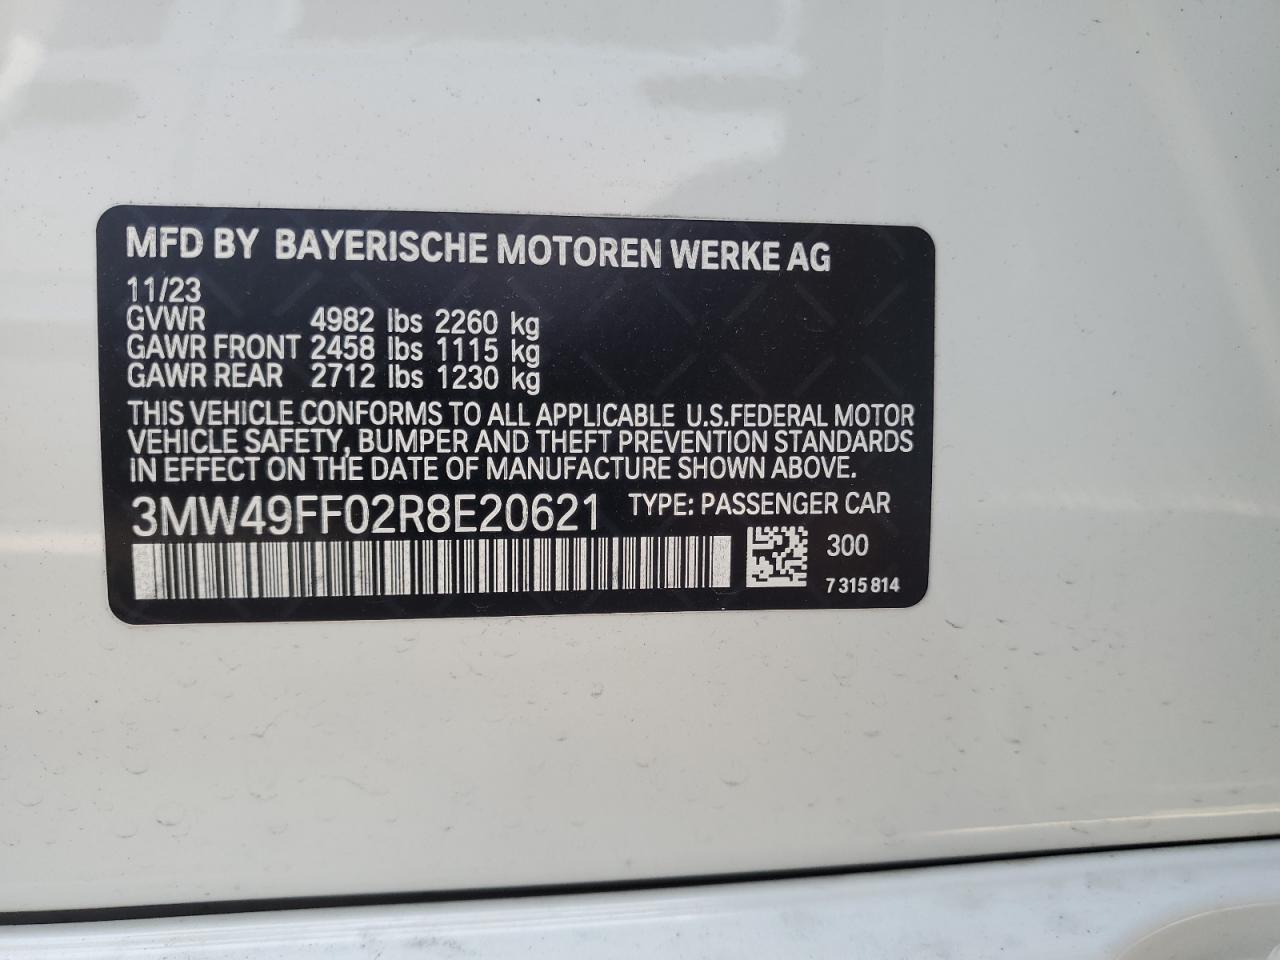 MFD BY BAYERISCHE MOTOREN WERKE AG
11/23
GVWR 4982 lbs 2260 kg
GAWR FRONT 2458 lbs 1115 kg
GAWR REAR 2712 lbs 1230 kg
THIS VEHICLE CONFORMS TO ALL APPLICABLE U.S.FEDERAL MOTOR
VEHICLE SAFETY, BUMPER AND THEFT PREVENTION STANDARDS
IN EFFECT ON THE DATE OF MANUFACTURE SHOWN ABOVE.
3MW49FF02R8E20621 TYPE: PASSENGER CAR
300
7 315 814